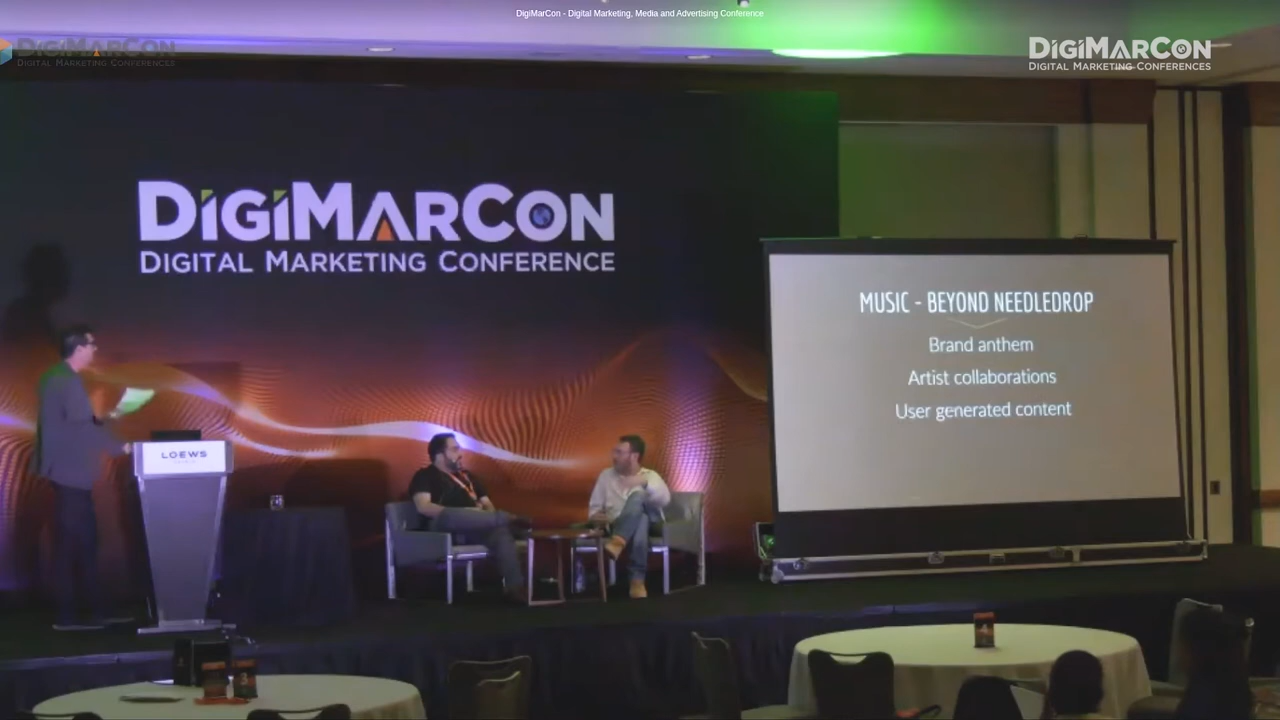 DigiMarCon - Digital Marketing, Media and Advertising Conference
DIGIMARCON
DIGITAL MARKETING CONFERENCES
DIGIMARCON
DIGITAL MARKETING CONFERENCES
DIGIMARCON
DIGITAL MARKETING CONFERENCE
MUSIC - BEYOND NEEDLEDROP
Brand anthem
Artist collaborations
User generated content
LOEWS
3